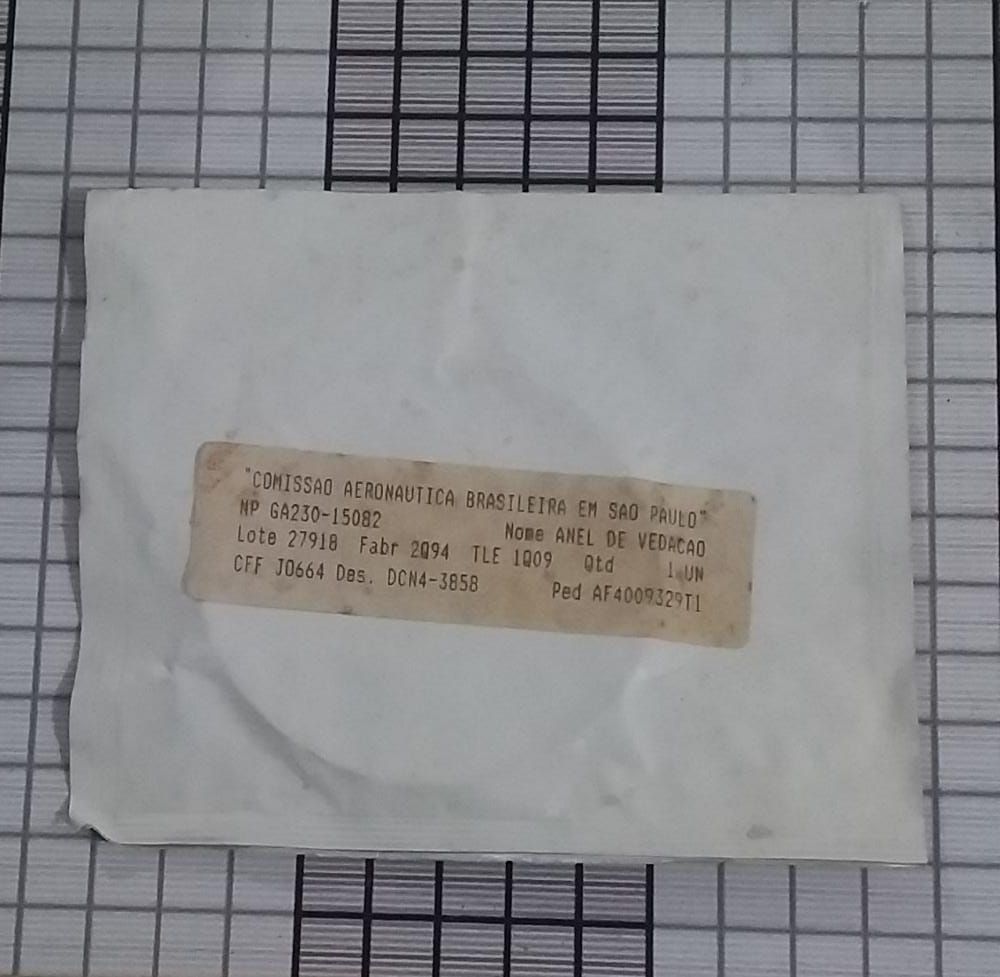 "COMISSAO AERONAUTICA BRASILEIRA EM SAO PAULO"
NP GA230-15082 Nome ANEL DE VEDACAO
Lote 27918 Fabr 2Q94 TLE 1Q09 Qtd 1 UN
CFF J0664 Des. DCN4-3858 Ped AF4009329T1